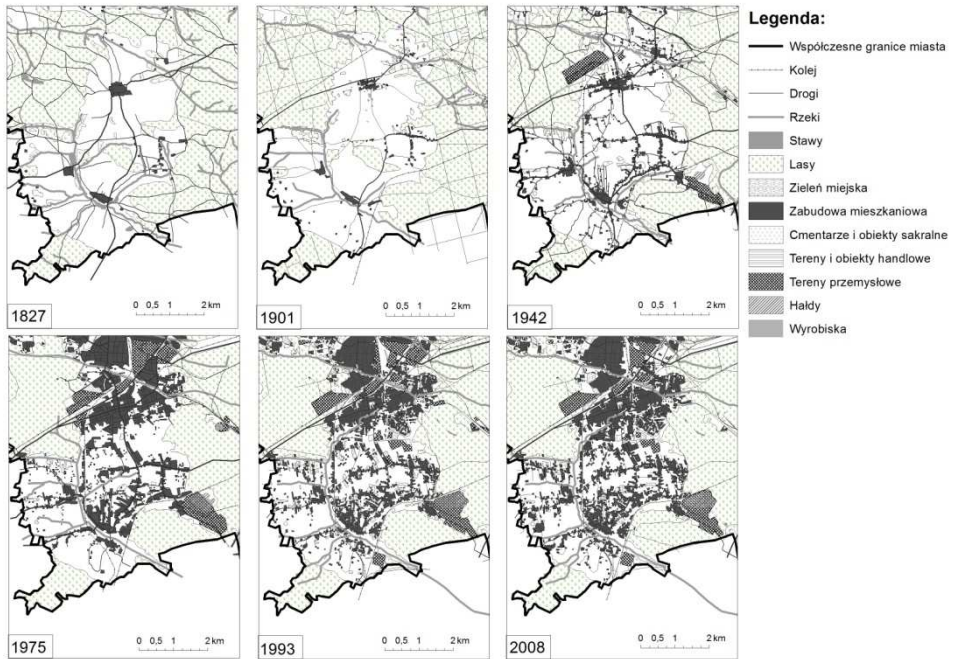 1827
0 0,5 1 2 km
1901
0 0,5 1 2 km
1942
0 0,5 1 2 km
Legenda:
Współczesne granice miasta
Kolej
Drogi
Rzeki
Stawy
Lasy
Zieleń miejska
Zabudowa mieszkaniowa
Cmentarze i obiekty sakralne
Tereny i obiekty handlowe
Tereny przemysłowe
Hałdy
Wyrobiska
1975
0 0,5 1 2 km
1993
0 0,5 1 2 km
2008
0 0,5 1 2 km